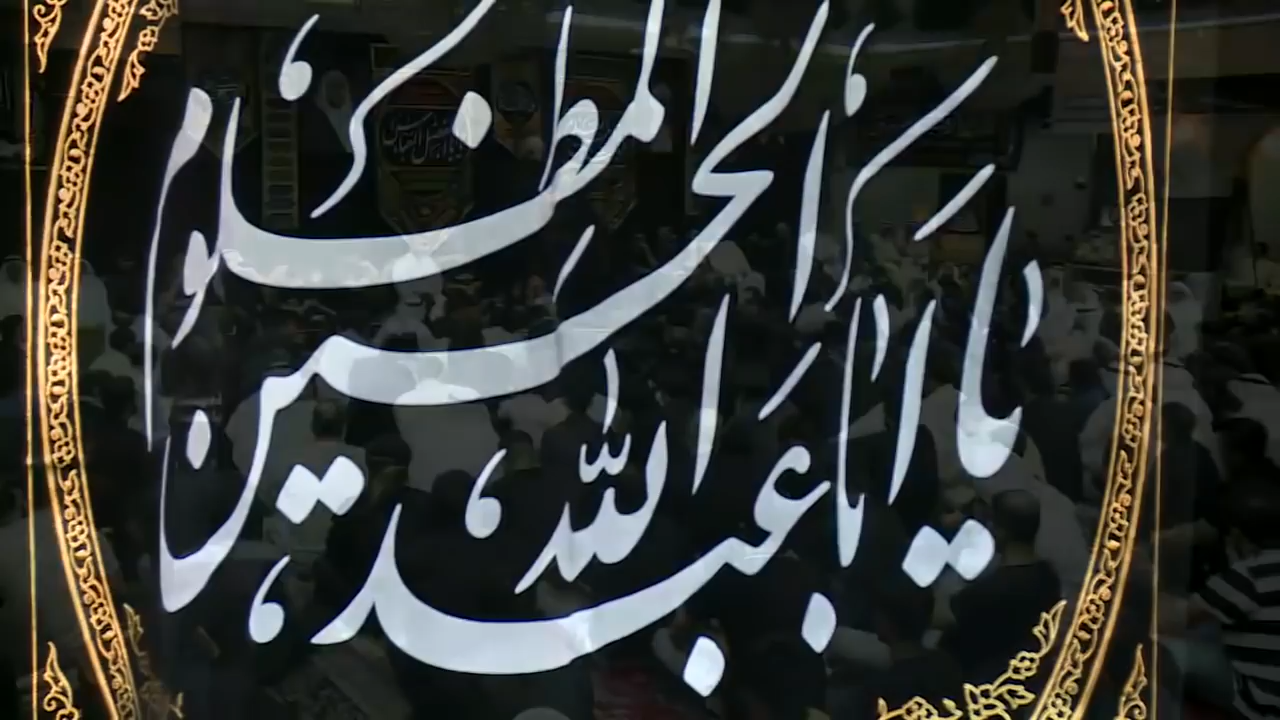 يا أبا عبد الله
الحسين
المظلوم